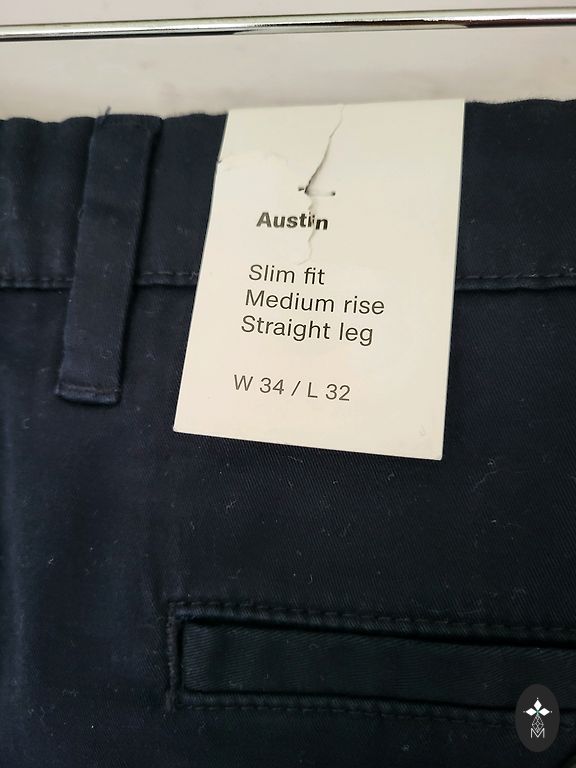 Austin
Slim fit
Medium rise
Straight leg
W 34 / L 32
M